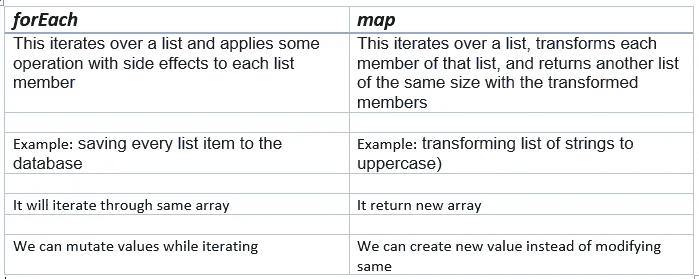 forEach
map
This iterates over a list and applies some
operation with side effects to each list
member
This iterates over a list, transforms each
member of that list, and returns another list
of the same size with the transformed
members
Example: saving every list item to the
database
Example: transforming list of strings to
uppercase)
It will iterate through same array
It return new array
We can mutate values while iterating
We can create new value instead of modifying
same